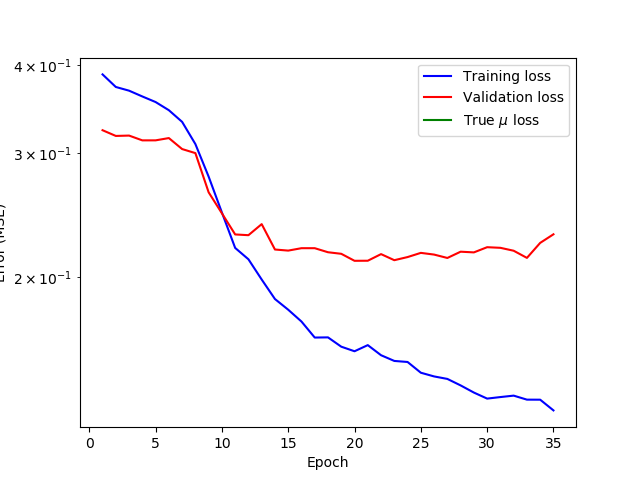 4 × 10⁻¹
3 × 10⁻¹
2 × 10⁻¹
(MSE)
Training loss
Validation loss
True μ loss
0 5 10 15 20 25 30 35
Epoch